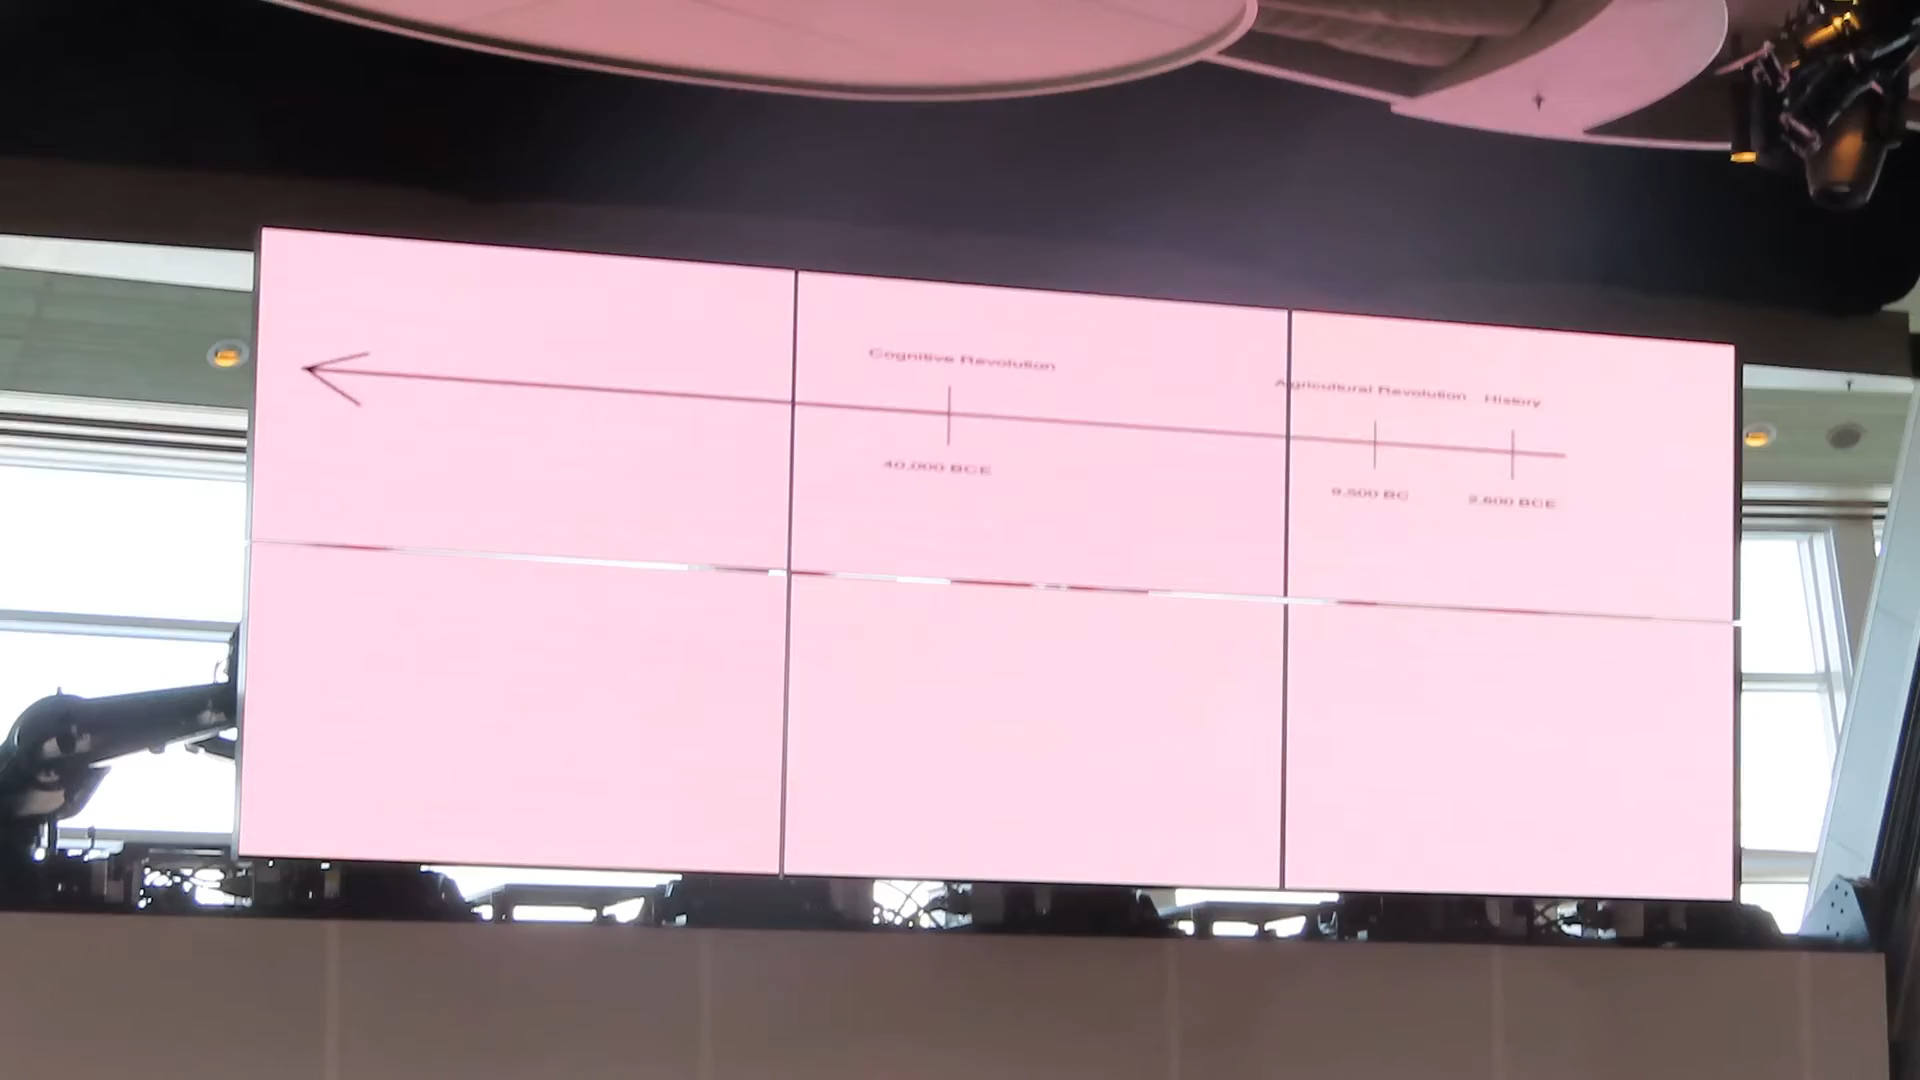 Cognitive Revolution
Agricultural Revolution History
40,000 BCE
9,500 BC 2,600 BCE